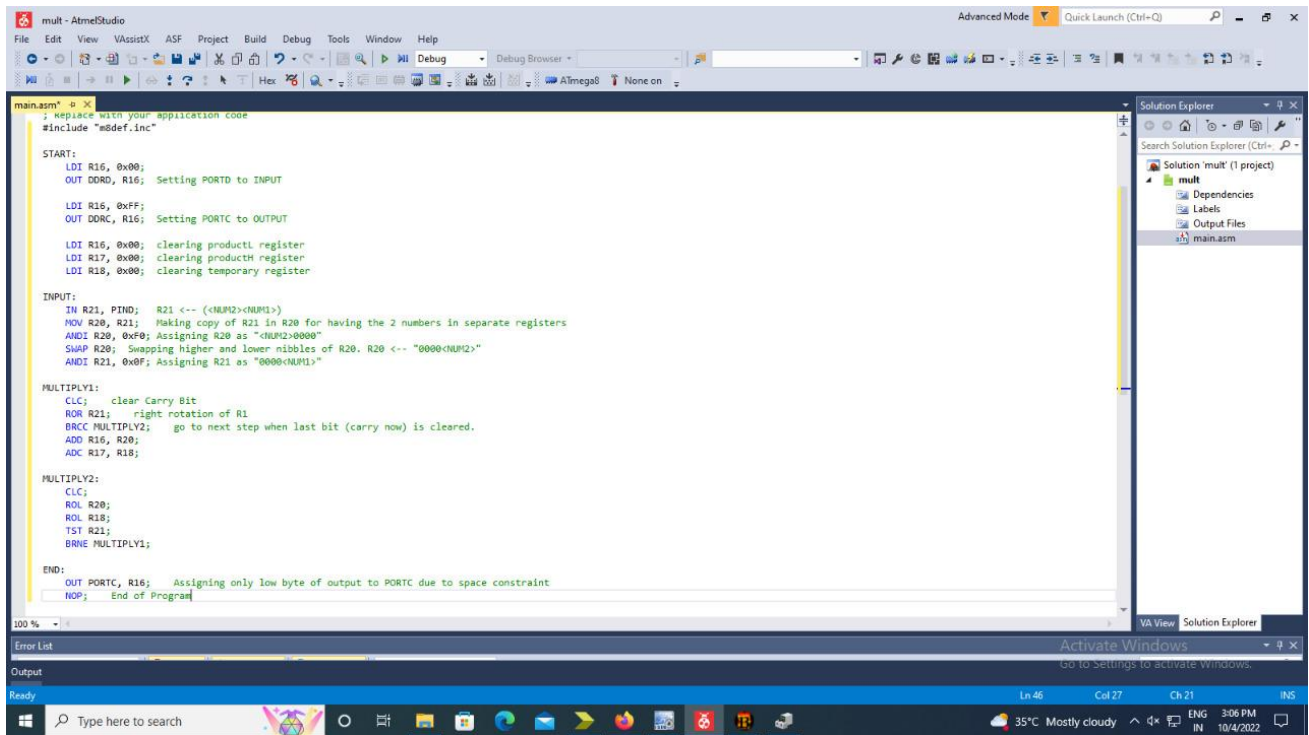 mult - AtmelStudio
Advanced Mode
Quick Launch (Ctrl+Q)
File Edit View VAssistX ASF Project Build Debug Tools Window Help
Debug Debug Browser
Hex ATmega8 None on
main.asm*
; Replace with your application code
#include "m8def.inc"
START:
LDI R16, 0x00;
OUT DDRD, R16; Setting PORTD to INPUT
LDI R16, 0xFF;
OUT DDRC, R16; Setting PORTC to OUTPUT
LDI R16, 0x00; clearing productL register
LDI R17, 0x00; clearing productH register
LDI R18, 0x00; clearing temporary register
INPUT:
IN R21, PIND; R21 <-- (<NUM2><NUM1>)
MOV R20, R21; Making copy of R21 in R20 for having the 2 numbers in separate registers
ANDI R20, 0xF0; Assigning R20 as "<NUM2>0000"
SWAP R20; Swapping higher and lower nibbles of R20. R20 <-- "0000<NUM2>"
ANDI R21, 0x0F; Assigning R21 as "0000<NUM1>"
MULTIPLY1:
CLC; clear Carry Bit
ROR R21; right rotation of R1
BRCC MULTIPLY2; go to next step when last bit (carry now) is cleared.
ADD R16, R20;
ADC R17, R18;
MULTIPLY2:
CLC;
ROL R20;
ROL R18;
TST R21;
BRNE MULTIPLY1;
END:
OUT PORTC, R16; Assigning only low byte of output to PORTC due to space constraint
NOP; End of Program
100 %
Solution Explorer
Search Solution Explorer (Ctrl+;
Solution 'mult' (1 project)
mult
Dependencies
Labels
Output Files
main.asm
VA View Solution Explorer
Error List
Activate Windows
Go to Settings to activate Windows.
Output
Ready
Ln 46 Col 27 Ch 21 INS
Type here to search
35°C Mostly cloudy
ENG
IN
3:06 PM
10/4/2022